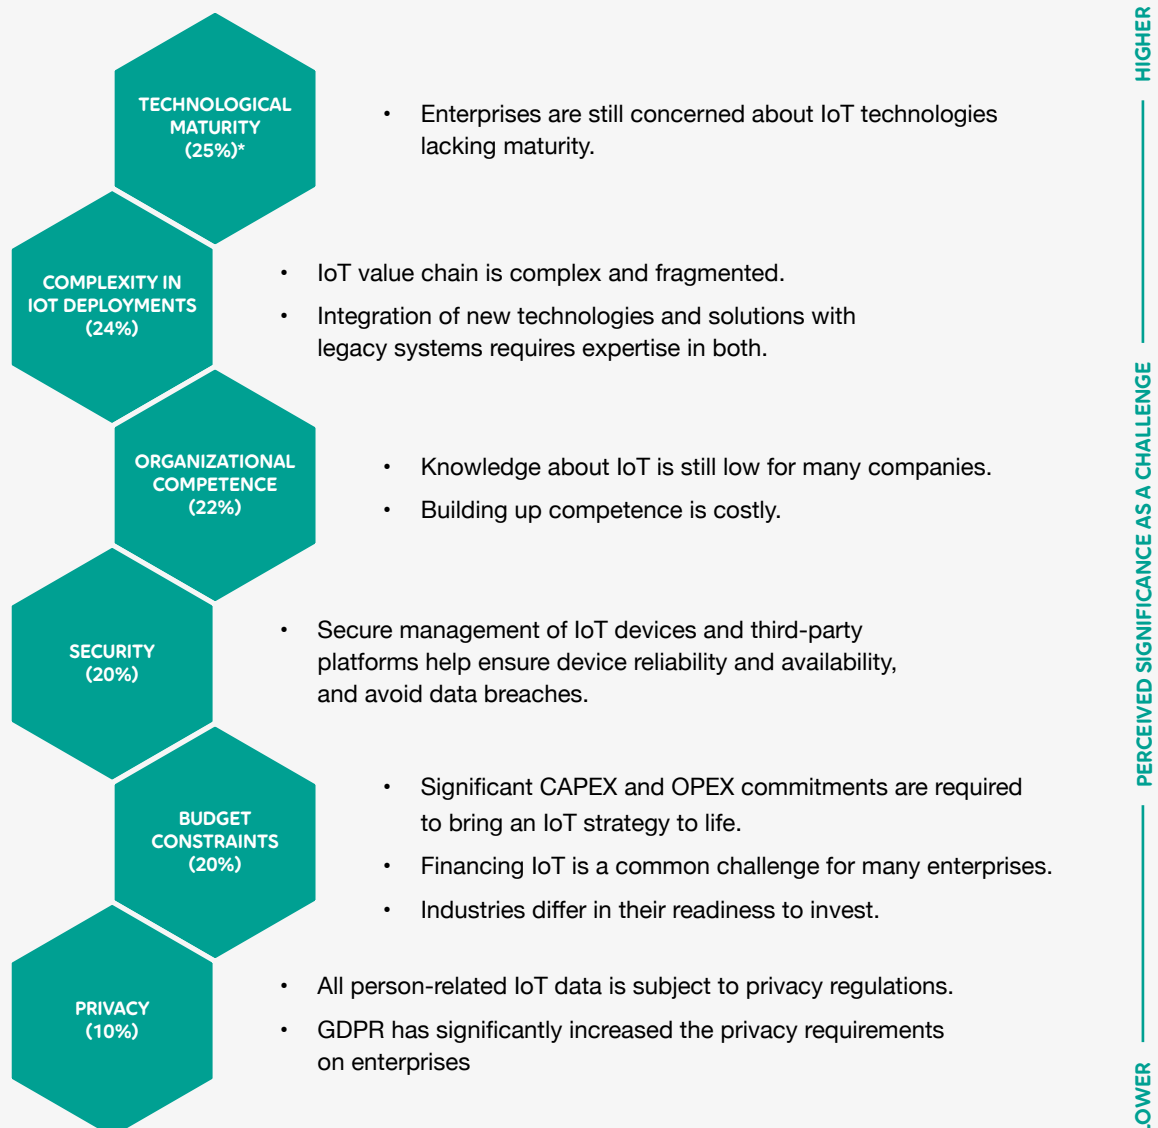 TECHNOLOGICAL
MATURITY
(25%)*
• Enterprises are still concerned about IoT technologies
lacking maturity.
COMPLEXITY IN
IOT DEPLOYMENTS
(24%)
• IoT value chain is complex and fragmented.
• Integration of new technologies and solutions with
legacy systems requires expertise in both.
ORGANIZATIONAL
COMPETENCE
(22%)
• Knowledge about IoT is still low for many companies.
• Building up competence is costly.
SECURITY
(20%)
• Secure management of IoT devices and third-party
platforms help ensure device reliability and availability,
and avoid data breaches.
BUDGET
CONSTRAINTS
(20%)
• Significant CAPEX and OPEX commitments are required
to bring an IoT strategy to life.
• Financing IoT is a common challenge for many enterprises.
• Industries differ in their readiness to invest.
PRIVACY
(10%)
• All person-related IoT data is subject to privacy regulations.
• GDPR has significantly increased the privacy requirements
on enterprises
HIGHER
PERCEIVED SIGNIFICANCE AS A CHALLENGE
LOWER